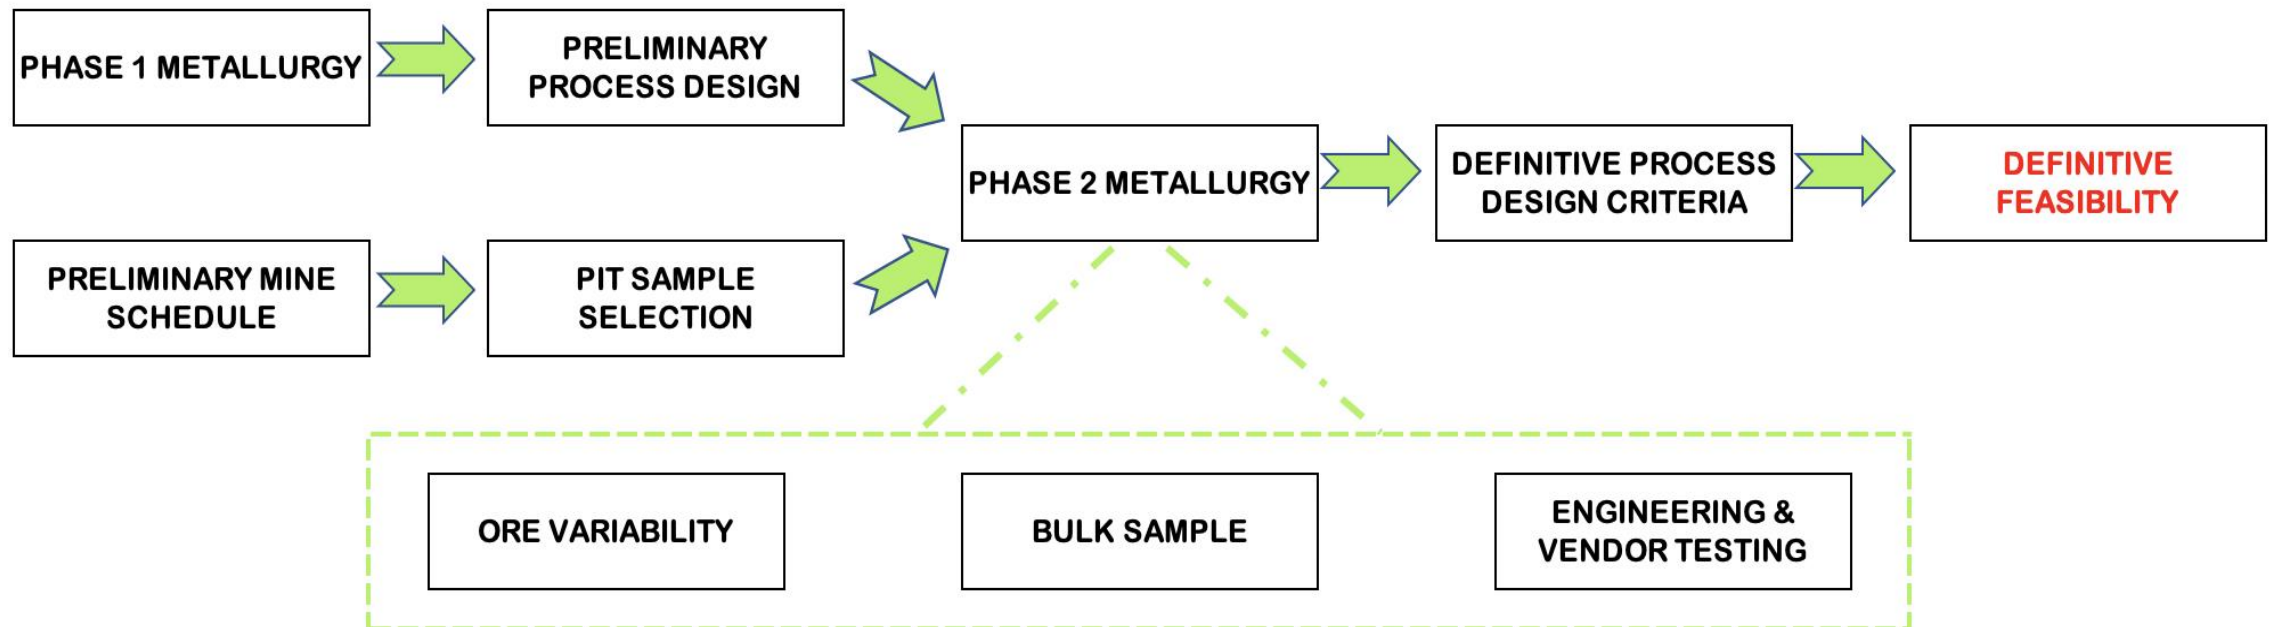 PHASE 1 METALLURGY
PRELIMINARY
PROCESS DESIGN
PHASE 2 METALLURGY
DEFINITIVE PROCESS
DESIGN CRITERIA
DEFINITIVE
FEASIBILITY
PRELIMINARY MINE
SCHEDULE
PIT SAMPLE
SELECTION
ORE VARIABILITY
BULK SAMPLE
ENGINEERING &
VENDOR TESTING